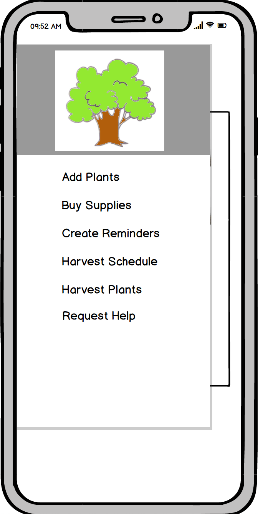 09:52 AM
Add Plants
Buy Supplies
Create Reminders
Harvest Schedule
Harvest Plants
Request Help